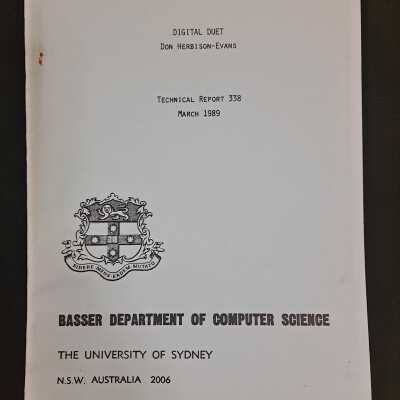 DIGITAL DUET
DON HERBISON-EVANS
TECHNICAL REPORT 338
MARCH 1989
SIDERE MENS EADEM MUTATO
BASSER DEPARTMENT OF COMPUTER SCIENCE
THE UNIVERSITY OF SYDNEY
N.S.W. AUSTRALIA 2006